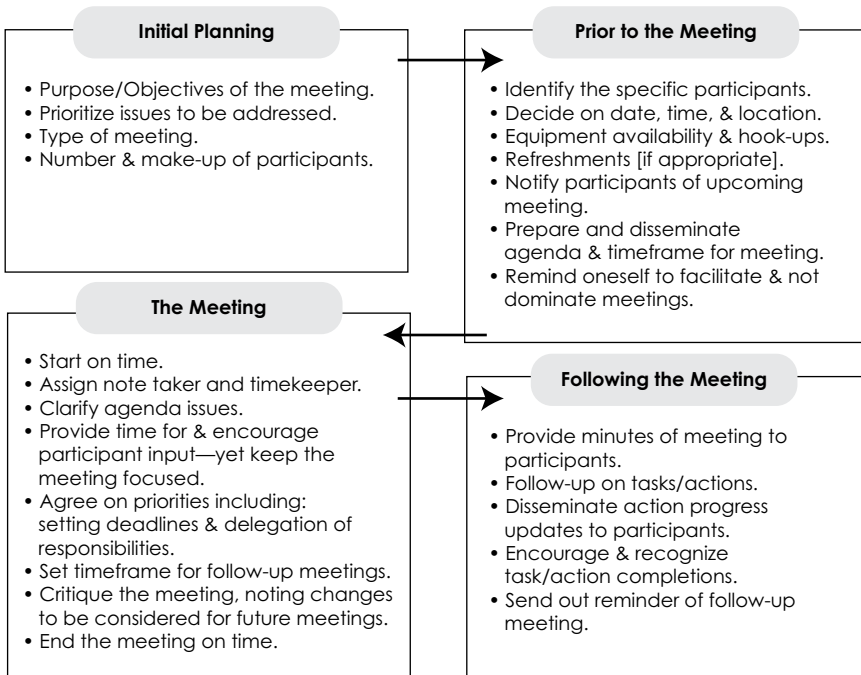 Initial Planning
• Purpose/Objectives of the meeting.
• Prioritize issues to be addressed.
• Type of meeting.
• Number & make-up of participants.
Prior to the Meeting
• Identify the specific participants.
• Decide on date, time, & location.
• Equipment availability & hook-ups.
• Refreshments [if appropriate].
• Notify participants of upcoming
meeting.
• Prepare and disseminate
agenda & timeframe for meeting.
• Remind oneself to facilitate & not
dominate meetings.
The Meeting
• Start on time.
• Assign note taker and timekeeper.
• Clarify agenda issues.
• Provide time for & encourage
participant input—yet keep the
meeting focused.
• Agree on priorities including:
setting deadlines & delegation of
responsibilities.
• Set timeframe for follow-up meetings.
• Critique the meeting, noting changes
to be considered for future meetings.
• End the meeting on time.
Following the Meeting
• Provide minutes of meeting to
participants.
• Follow-up on tasks/actions.
• Disseminate action progress
updates to participants.
• Encourage & recognize
task/action completions.
• Send out reminder of follow-up
meeting.